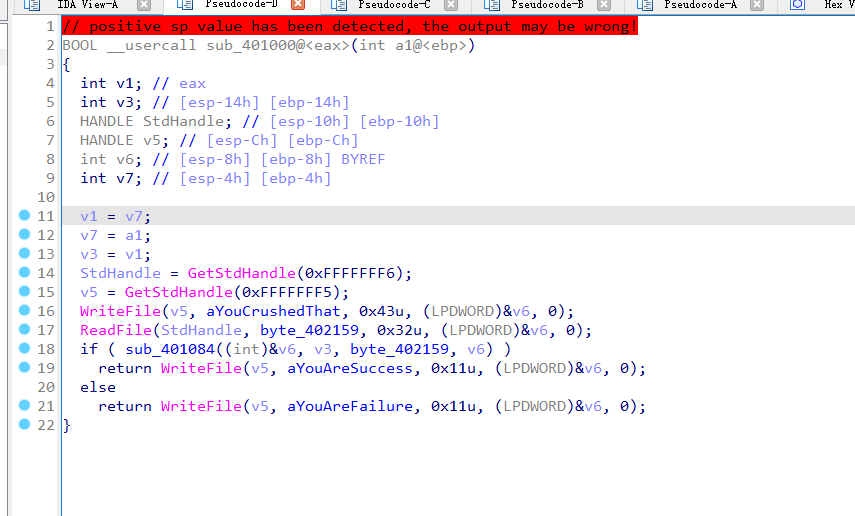 IDA View-A Pseudocode-D Pseudocode-C Pseudocode-B Pseudocode-A Hex V
1 // positive sp value has been detected, the output may be wrong!
2 BOOL __usercall sub_401000@<eax>(int a1@<ebp>)
3 {
4 int v1; // eax
5 int v3; // [esp-14h] [ebp-14h]
6 HANDLE StdHandle; // [esp-10h] [ebp-10h]
7 HANDLE v5; // [esp-Ch] [ebp-Ch]
8 int v6; // [esp-8h] [ebp-8h] BYREF
9 int v7; // [esp-4h] [ebp-4h]
10
11 v1 = v7;
12 v7 = a1;
13 v3 = v1;
14 StdHandle = GetStdHandle(0xFFFFFFF6);
15 v5 = GetStdHandle(0xFFFFFFF5);
16 WriteFile(v5, aYouCrushedThat, 0x43u, (LPDWORD)&v6, 0);
17 ReadFile(StdHandle, byte_402159, 0x32u, (LPDWORD)&v6, 0);
18 if ( sub_401084((int)&v6, v3, byte_402159, v6) )
19 return WriteFile(v5, aYouAreSuccess, 0x11u, (LPDWORD)&v6, 0);
20 else
21 return WriteFile(v5, aYouAreFailure, 0x11u, (LPDWORD)&v6, 0);
22 }